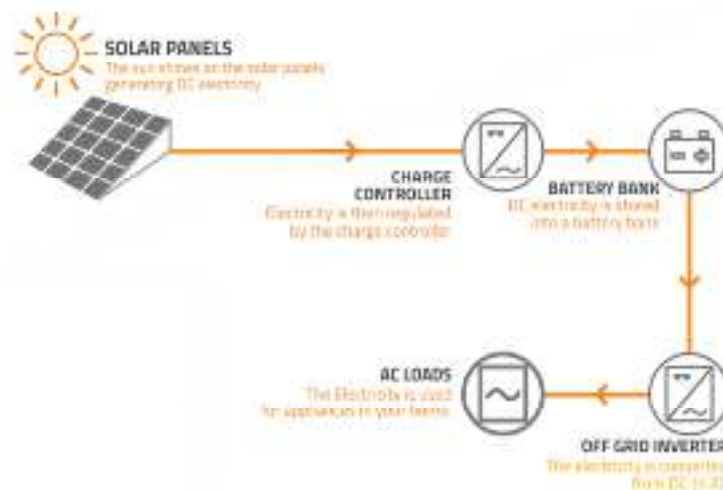 SOLAR PANELS
The sun shines on the solar panels
generating DC electricity
CHARGE
CONTROLLER
Electricity is then regulated
by the charge controller
BATTERY BANK
DC electricity is stored
into a battery bank
AC LOADS
The Electricity is used
for appliances in your home.
OFF GRID INVERTER
The electricity is converted
from DC to AC